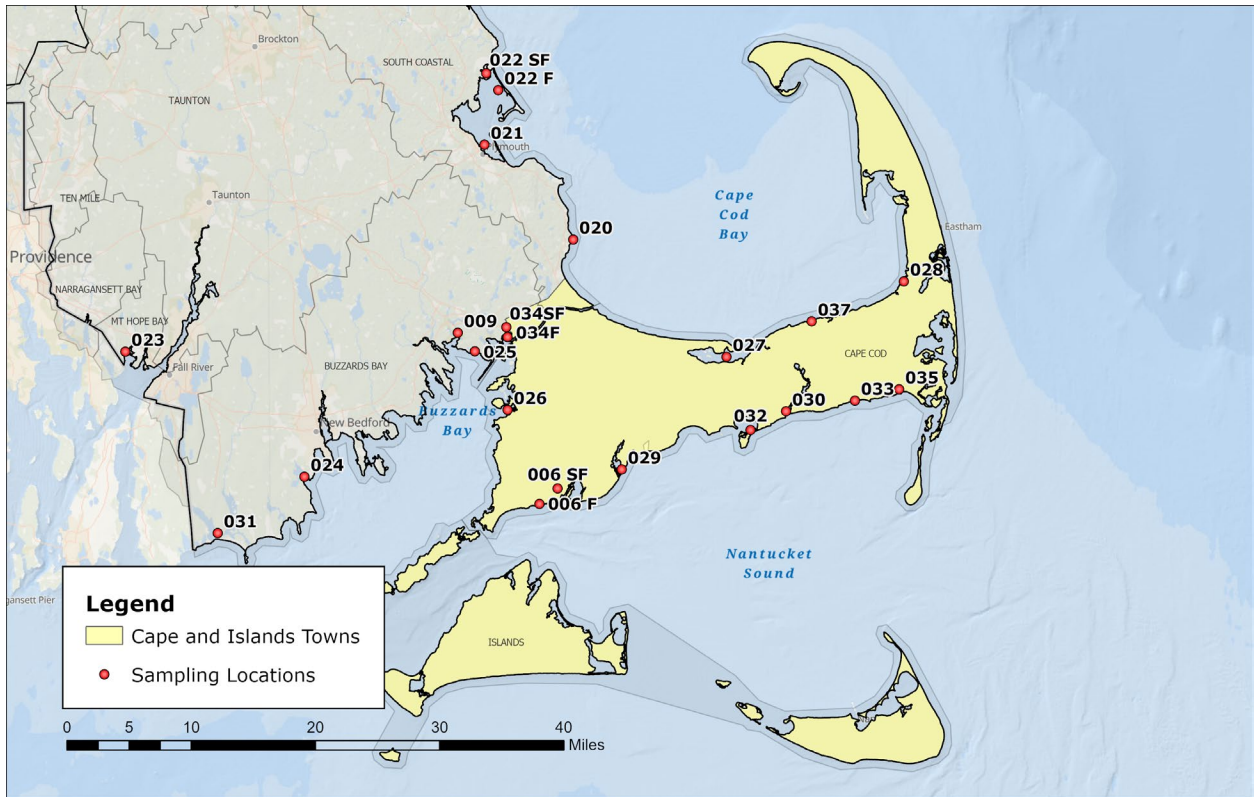 Brockton
SOUTH COASTAL
022 SF
022 F
TAUNTON
021
Plymouth
TEN MILE
Taunton
Cape
Cod
Bay
020
Eastham
Providence
028
NARRAGANSETT BAY
MT HOPE BAY
034SF
009
034F
037
023
025
027
Fall River
BUZZARDS BAY
CAPE COD
035
033
026
Buzzards
Bay
030
032
New Bedford
029
024
006 SF
006 F
031
Nantucket
Sound
gansett Pier
Legend
Cape and Islands Towns
Sampling Locations
ISLANDS
0 5 10 20 30 40
Miles